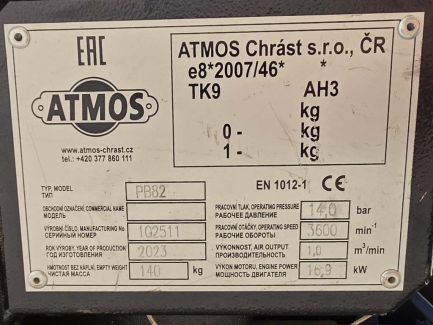 EAC
ATMOS
www.atmos-chrast.cz
tel.: +420 377 860 111
ATMOS Chrást s.r.o., ČR
e8*2007/46* *
TK9 AH3
kg
0- kg
1- kg
TYP, MODEL
ТИП
PB82
EN 1012-1 CE
OBCHODNÍ OZNAČENÍ, COMMERCIAL NAME
МОДЕЛЬ
VÝROBNÍ ČÍSLO, MANUFACTURING No.
СЕРИЙНЫЙ НОМЕР
102511
ROK VÝROBY, YEAR OF PRODUCTION
ГОД ИЗГОТОВЛЕНИЯ
2023
HMOTNOST BEZ NÁPLNÍ, EMPTY WEIGHT
ЧИСТАЯ МАССА
140 kg
PRACOVNÍ TLAK, OPERATING PRESSURE
РАБОЧЕЕ ДАВЛЕНИЕ
14,0 bar
PRACOVNÍ OTÁČKY, OPERATING SPEED
РАБОЧИЕ ОБОРОТЫ
3600 min⁻¹
VÝKONNOST, AIR OUTPUT
ПРОИЗВОДИТЕЛЬНОСТЬ
1,0 m³/min
VÝKON MOTORU, ENGINE POWER
МОЩНОСТЬ ДВИГАТЕЛЯ
16,9 kW